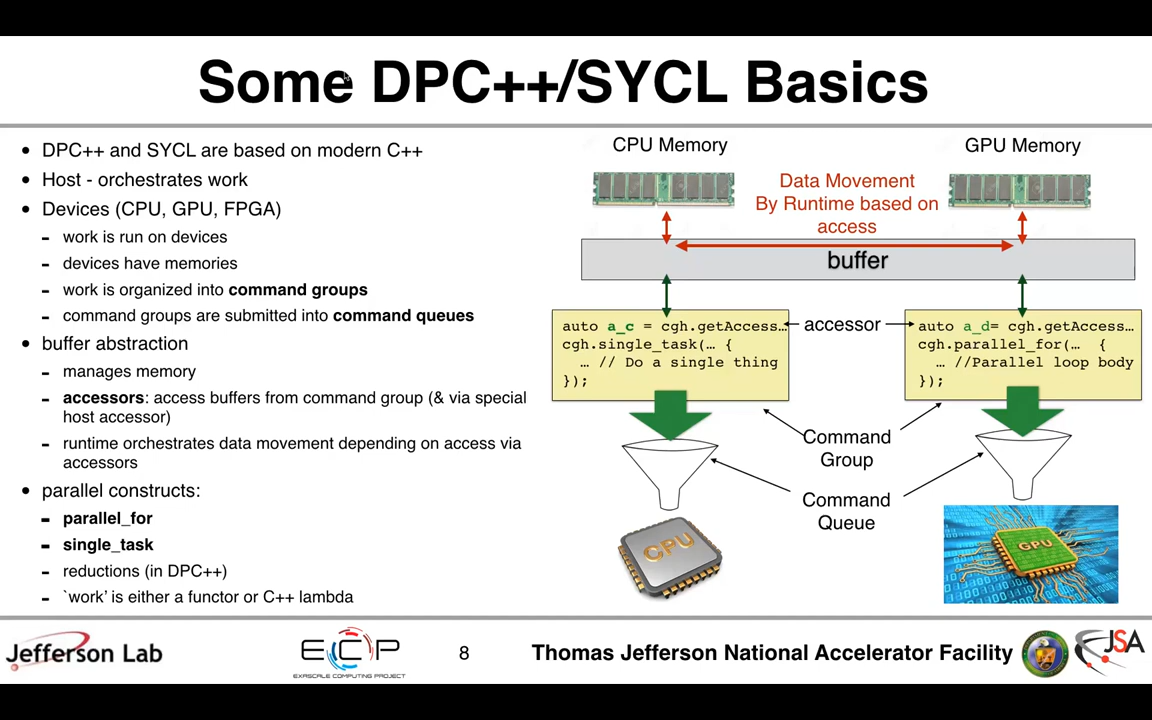 Some DPC++/SYCL Basics
• DPC++ and SYCL are based on modern C++
• Host - orchestrates work
• Devices (CPU, GPU, FPGA)
- work is run on devices
- devices have memories
- work is organized into command groups
- command groups are submitted into command queues
• buffer abstraction
- manages memory
- accessors: access buffers from command group (& via special
host accessor)
- runtime orchestrates data movement depending on access via
accessors
• parallel constructs:
- parallel_for
- single_task
- reductions (in DPC++)
- `work' is either a functor or C++ lambda
CPU Memory
GPU Memory
Data Movement
By Runtime based on
access
buffer
auto a_c = cgh.getAccess…
cgh.single_task(… {
… // Do a single thing
});
accessor
auto a_d= cgh.getAccess…
cgh.parallel_for(… {
… //Parallel loop body
});
Command
Group
Command
Queue
CPU
GPU
Jefferson Lab
ECP
EXASCALE COMPUTING PROJECT
8
Thomas Jefferson National Accelerator Facility
JSA